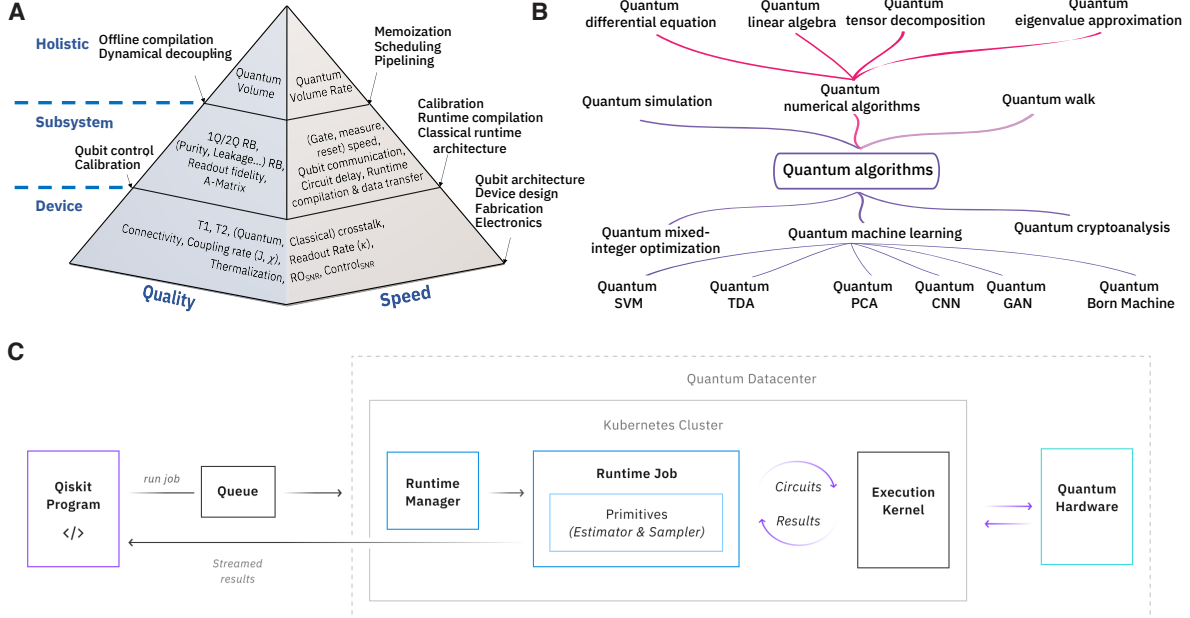 A
Holistic
Offline compilation
Dynamical decoupling
Memoization
Scheduling
Pipelining
Quantum
Volume
Quantum
Volume Rate
Subsystem
Qubit control
Calibration
Calibration
Runtime compilation
Classical runtime
architecture
1Q/2Q RB,
(Purity, Leakage...) RB,
Readout fidelity,
A-Matrix
(Gate, measure,
reset) speed,
Qubit communication,
Circuit delay, Runtime
compilation & data transfer
Device
Qubit architecture
Device design
Fabrication
Electronics
T1, T2, (Quantum,
Connectivity, Coupling rate (J, χ),
Thermalization,
Classical) crosstalk,
Readout Rate (κ),
ROSNR, ControlSNR
Quality
Speed
B
Quantum
differential equation
Quantum
linear algebra
Quantum
tensor decomposition
Quantum
eigenvalue approximation
Quantum simulation
Quantum
numerical algorithms
Quantum walk
Quantum algorithms
Quantum mixed-
integer optimization
Quantum machine learning
Quantum cryptoanalysis
Quantum
SVM
Quantum
TDA
Quantum
PCA
Quantum
CNN
Quantum
GAN
Quantum
Born Machine
C
Quantum Datacenter
Kubernetes Cluster
Qiskit
Program
</>
run job
Queue
Runtime
Manager
Runtime Job
Primitives
(Estimator & Sampler)
Circuits
Results
Execution
Kernel
Quantum
Hardware
Streamed
results